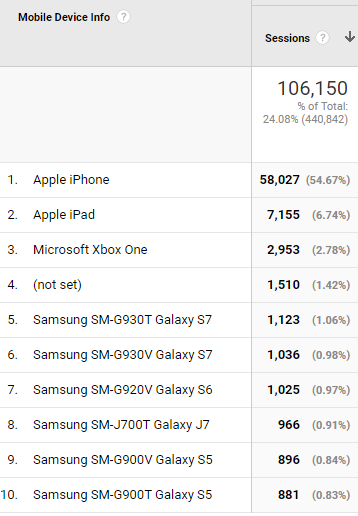 Mobile Device Info ? Sessions ?
106,150
% of Total:
24.08% (440,842)
1. Apple iPhone 58,027 (54.67%)
2. Apple iPad 7,155 (6.74%)
3. Microsoft Xbox One 2,953 (2.78%)
4. (not set) 1,510 (1.42%)
5. Samsung SM-G930T Galaxy S7 1,123 (1.06%)
6. Samsung SM-G930V Galaxy S7 1,036 (0.98%)
7. Samsung SM-G920V Galaxy S6 1,025 (0.97%)
8. Samsung SM-J700T Galaxy J7 966 (0.91%)
9. Samsung SM-G900V Galaxy S5 896 (0.84%)
10. Samsung SM-G900T Galaxy S5 881 (0.83%)